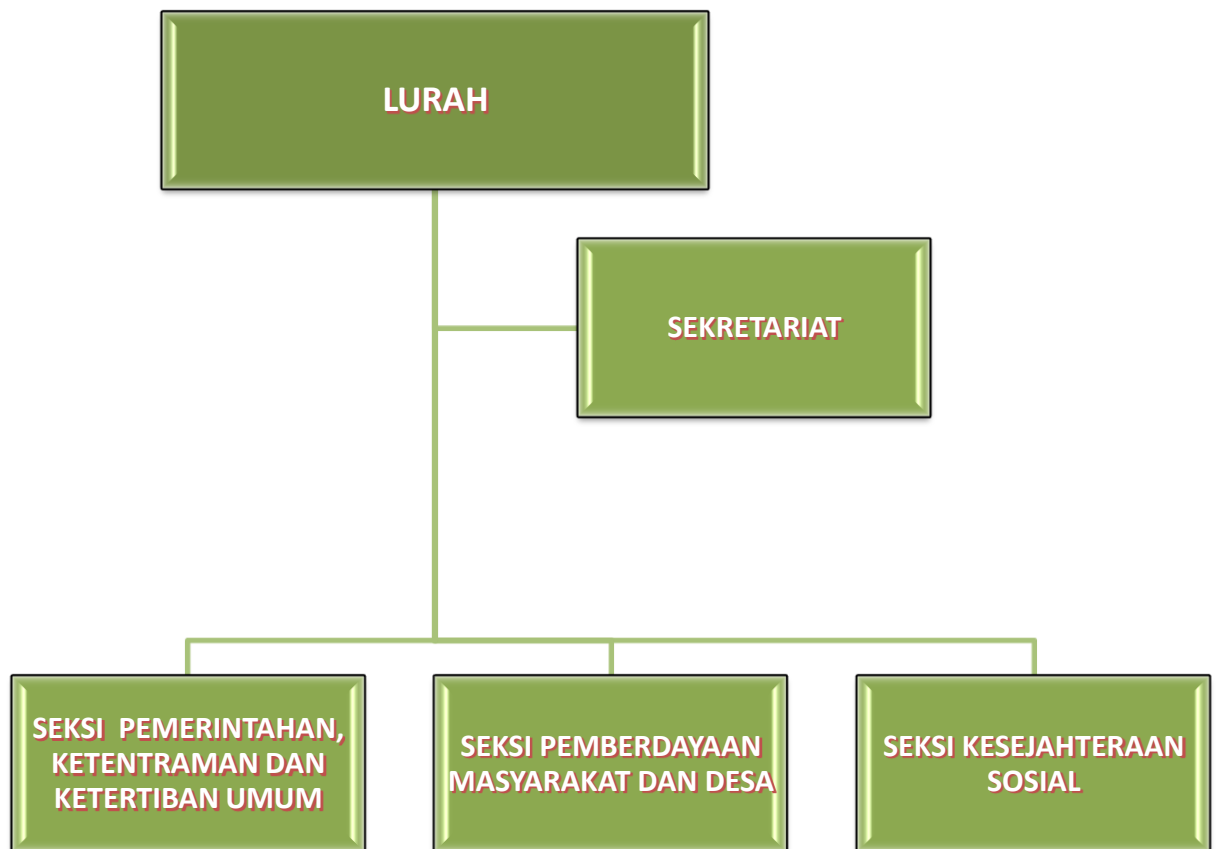 LURAH
SEKRETARIAT
SEKSI PEMERINTAHAN,
KETENTRAMAN DAN
KETERTIBAN UMUM
SEKSI PEMBERDAYAAN
MASYARAKAT DAN DESA
SEKSI KESEJAHTERAAN
SOSIAL